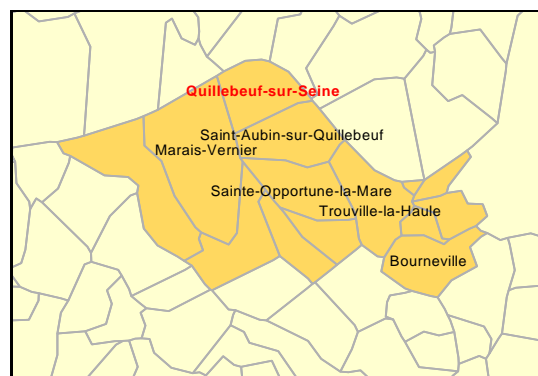 Quillebeuf-sur-Seine
Saint-Aubin-sur-Quillebeuf
Marais-Vernier
Sainte-Opportune-la-Mare
Trouville-la-Haule
Bourneville